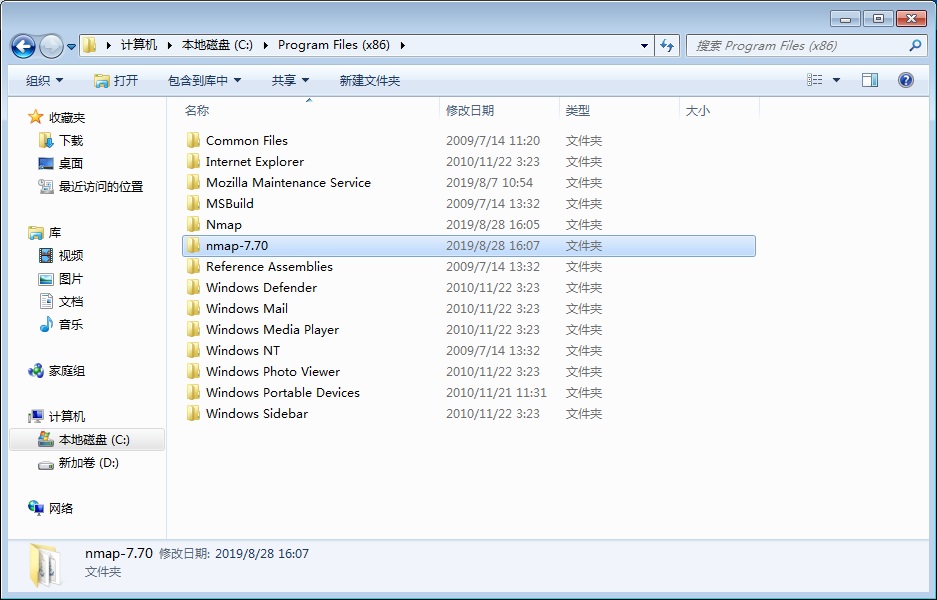 计算机 本地磁盘 (C:) Program Files (x86) 搜索 Program Files (x86)
组织 打开 包含到库中 共享 新建文件夹
收藏夹
下载
桌面
最近访问的位置
库
视频
图片
文档
音乐
家庭组
计算机
本地磁盘 (C:)
新加卷 (D:)
网络
名称 修改日期 类型 大小
Common Files 2009/7/14 11:20 文件夹
Internet Explorer 2010/11/22 3:23 文件夹
Mozilla Maintenance Service 2019/8/7 10:54 文件夹
MSBuild 2009/7/14 13:32 文件夹
Nmap 2019/8/28 16:05 文件夹
nmap-7.70 2019/8/28 16:07 文件夹
Reference Assemblies 2009/7/14 13:32 文件夹
Windows Defender 2010/11/22 3:23 文件夹
Windows Mail 2010/11/22 3:23 文件夹
Windows Media Player 2010/11/22 3:23 文件夹
Windows NT 2009/7/14 13:32 文件夹
Windows Photo Viewer 2010/11/22 3:23 文件夹
Windows Portable Devices 2010/11/21 11:31 文件夹
Windows Sidebar 2010/11/22 3:23 文件夹
nmap-7.70 修改日期: 2019/8/28 16:07
文件夹